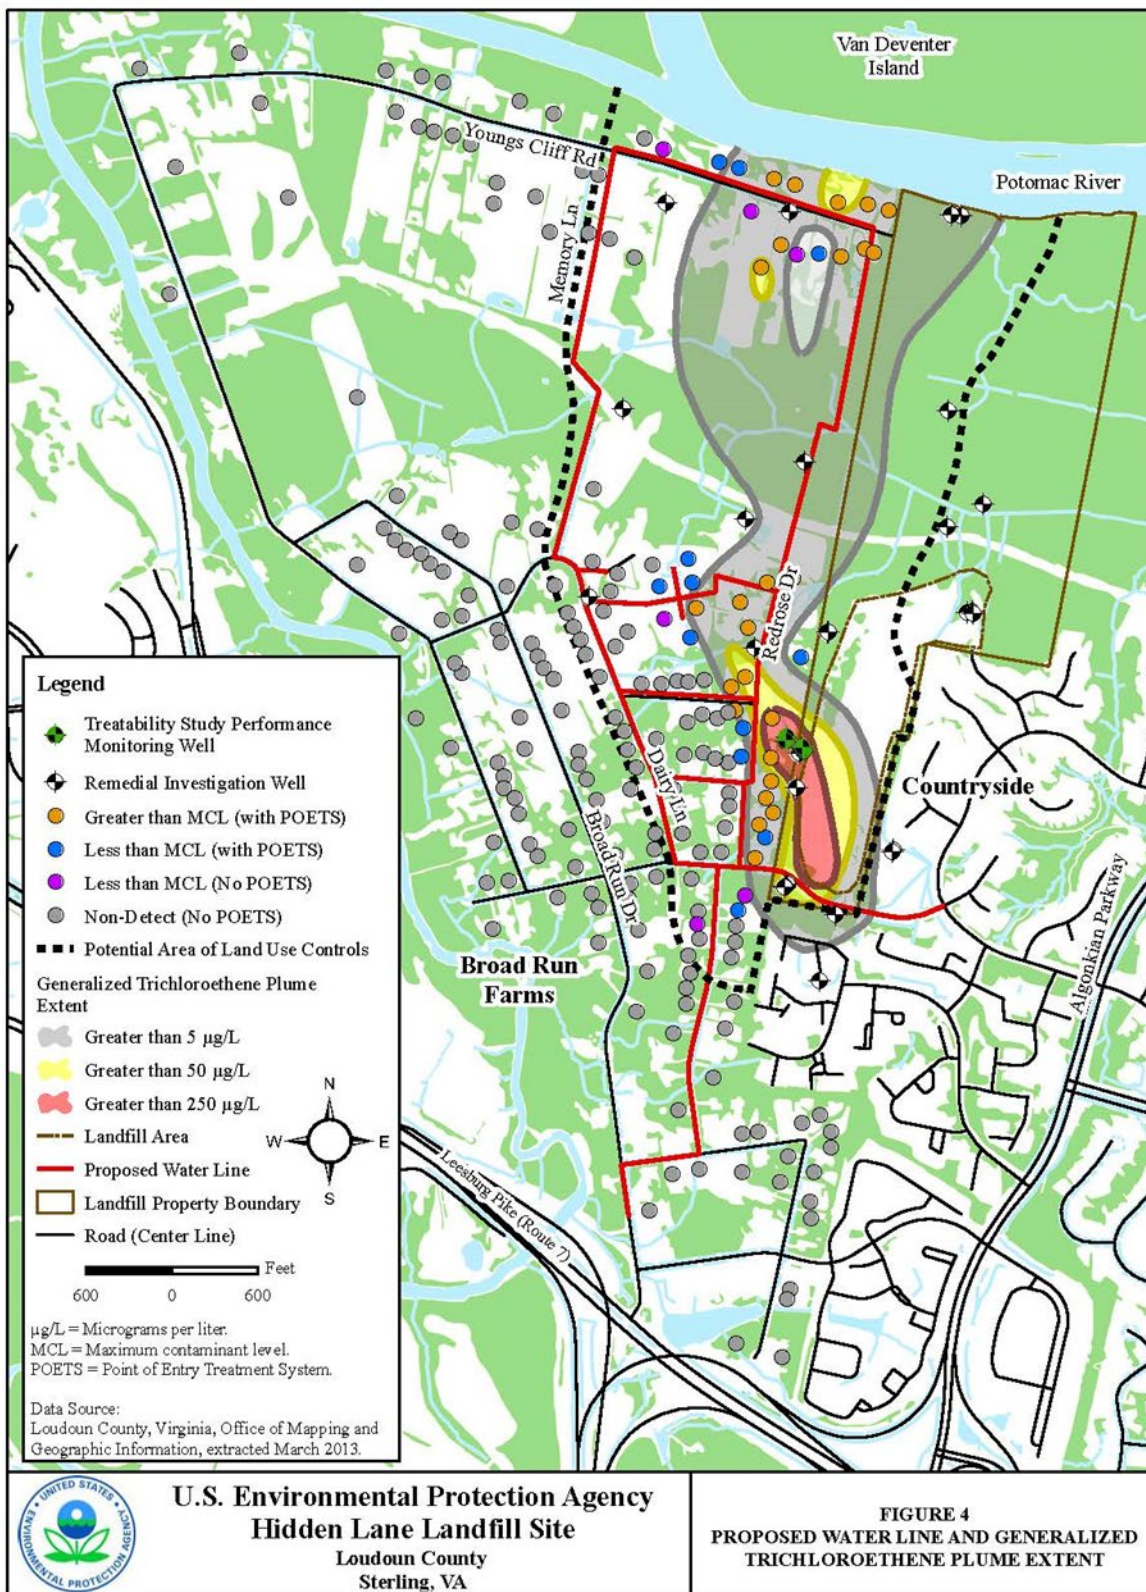 Van Deventer
Island
Youngs Cliff Rd
Potomac River
Memory Ln
Redrose Dr
Dairy Ln
Broad Run Dr
Countryside
Algonkian Parkway
Broad Run
Farms
Leesburg Pike (Route 7)
Legend
Treatability Study Performance
Monitoring Well
Remedial Investigation Well
Greater than MCL (with POETS)
Less than MCL (with POETS)
Less than MCL (No POETS)
Non-Detect (No POETS)
Potential Area of Land Use Controls
Generalized Trichloroethene Plume
Extent
Greater than 5 µg/L
Greater than 50 µg/L
Greater than 250 µg/L
Landfill Area
Proposed Water Line
Landfill Property Boundary
Road (Center Line)
N
W E
S
Feet
600 0 600
µg/L = Micrograms per liter.
MCL = Maximum contaminant level.
POETS = Point of Entry Treatment System.
Data Source:
Loudoun County, Virginia, Office of Mapping and
Geographic Information, extracted March 2013.
UNITED STATES
ENVIRONMENTAL PROTECTION AGENCY
U.S. Environmental Protection Agency
Hidden Lane Landfill Site
Loudoun County
Sterling, VA
FIGURE 4
PROPOSED WATER LINE AND GENERALIZED
TRICHLOROETHENE PLUME EXTENT